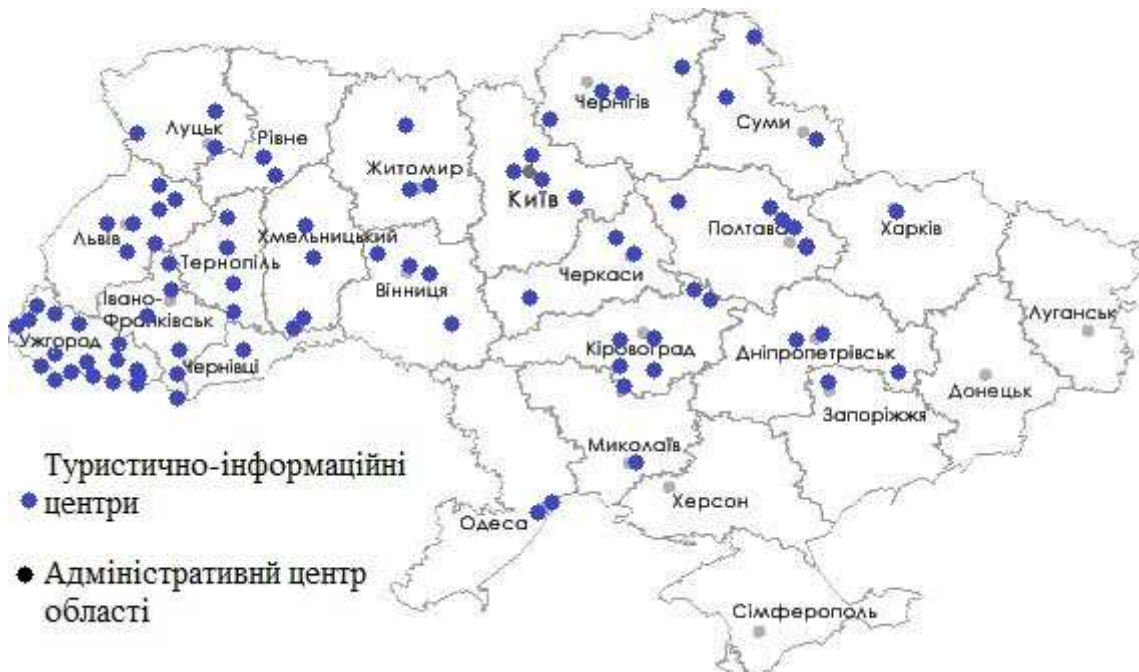 Чернігів
Луцьк
Суми
Рівне
Житомир
Київ
Львів
Хмельницький
Полтава
Харків
Тернопіль
Черкаси
Вінниця
Івано-
Франківськ
Луганськ
Ужгород
Кіровоград
Дніпропетрівськ
Чернівці
Донецьк
Запоріжжя
Миколаїв
Туристично-інформаційні
центри
Херсон
Одеса
Адміністративнй центр
області
Сімферополь